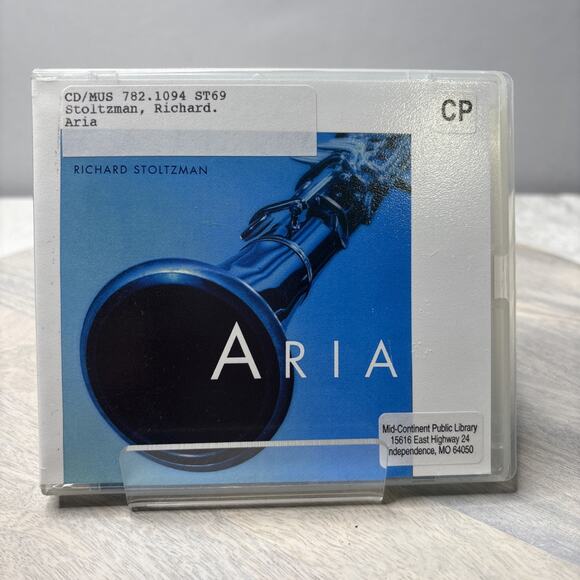 CD/MUS 782.1094 ST69
Stoltzman, Richard.
Aria
CP
RICHARD STOLTZMAN
ARIA
Mid-Continent Public Library
15616 East Highway 24
ndependence, MO 64050